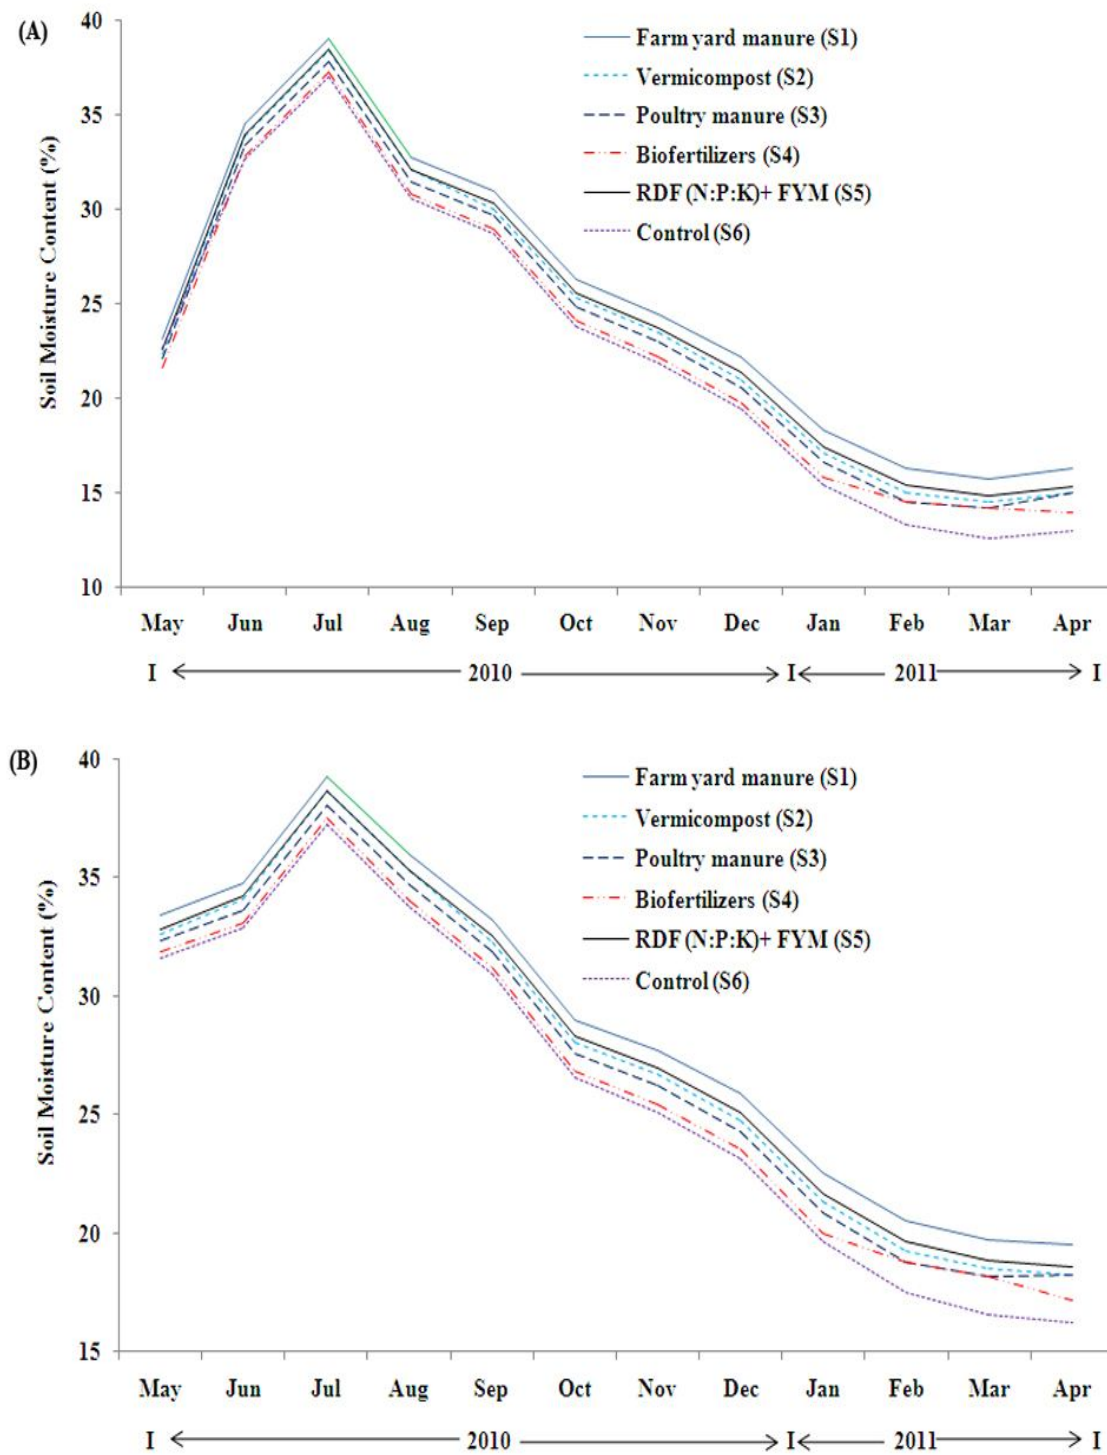 (A)
40
35
30
25
20
15
10
Soil Moisture Content (%)
Farm yard manure (S1)
Vermicompost (S2)
Poultry manure (S3)
Biofertilizers (S4)
RDF (N:P:K)+ FYM (S5)
Control (S6)
May Jun Jul Aug Sep Oct Nov Dec Jan Feb Mar Apr
I 2010 I 2011 I
(B)
40
35
30
25
20
15
Soil Moisture Content (%)
Farm yard manure (S1)
Vermicompost (S2)
Poultry manure (S3)
Biofertilizers (S4)
RDF (N:P:K)+ FYM (S5)
Control (S6)
May Jun Jul Aug Sep Oct Nov Dec Jan Feb Mar Apr
I 2010 I 2011 I